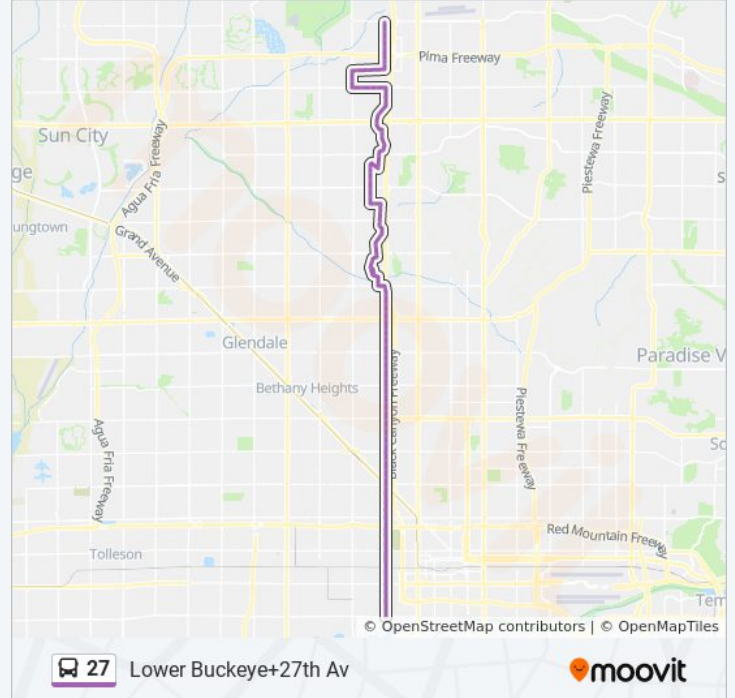 Pima Freeway
Sun City
ge
Agua Fria Freeway
Piestewa Freeway
S
ungtown
Grand Avenue
Glendale
Paradise V
Bethany Heights
Black Canyon Freeway
Piestewa Freeway
Agua Fria Freeway
Sc
Red Mountain Freeway
Tolleson
Tem
© OpenStreetMap contributors | © OpenMapTiles
27 Lower Buckeye+27th Av
moovit